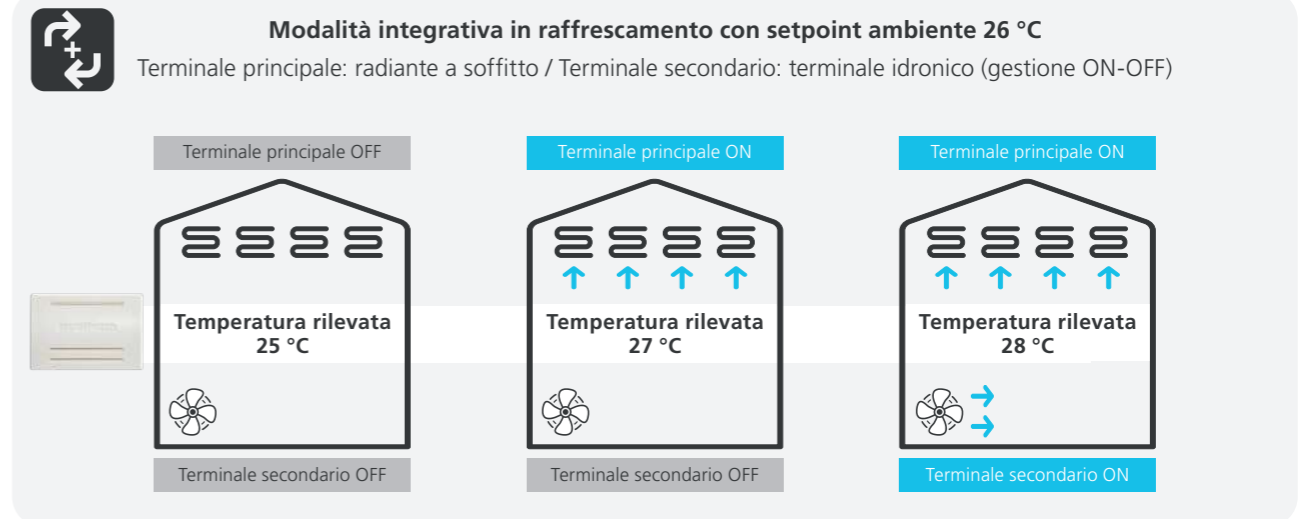 Modalità integrativa in raffrescamento con setpoint ambiente 26 °C
Terminale principale: radiante a soffitto / Terminale secondario: terminale idronico (gestione ON-OFF)
Terminale principale OFF
Terminale principale ON
Terminale principale ON
Temperatura rilevata
25 °C
Temperatura rilevata
27 °C
Temperatura rilevata
28 °C
Terminale secondario OFF
Terminale secondario OFF
Terminale secondario ON